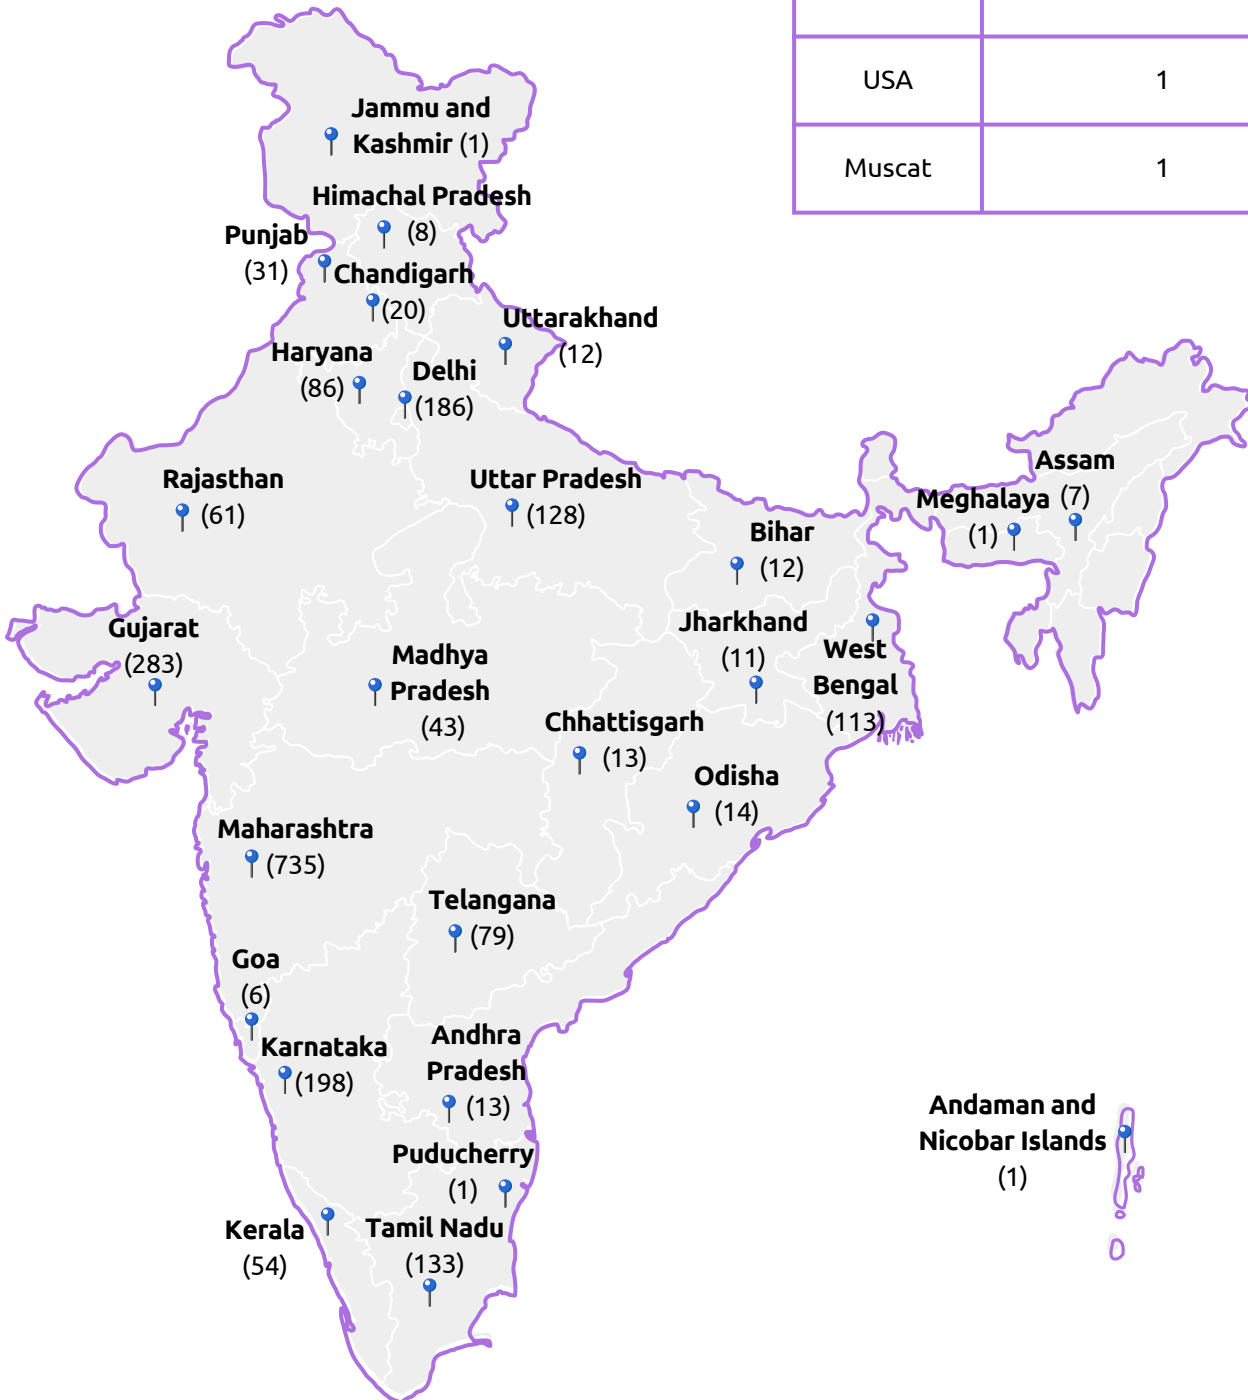 USA 1
Muscat 1
Jammu and
Kashmir (1)
Himachal Pradesh
(8)
Punjab
(31)
Chandigarh
(20)
Uttarakhand
(12)
Haryana
(86)
Delhi
(186)
Rajasthan
(61)
Uttar Pradesh
(128)
Assam
(7)
Meghalaya
(1)
Bihar
(12)
Gujarat
(283)
Jharkhand
(11)
West
Bengal
(113)
Madhya
Pradesh
(43)
Chhattisgarh
(13)
Odisha
(14)
Maharashtra
(735)
Telangana
(79)
Goa
(6)
Karnataka
(198)
Andhra
Pradesh
(13)
Andaman and
Nicobar Islands
(1)
Puducherry
(1)
Kerala
(54)
Tamil Nadu
(133)